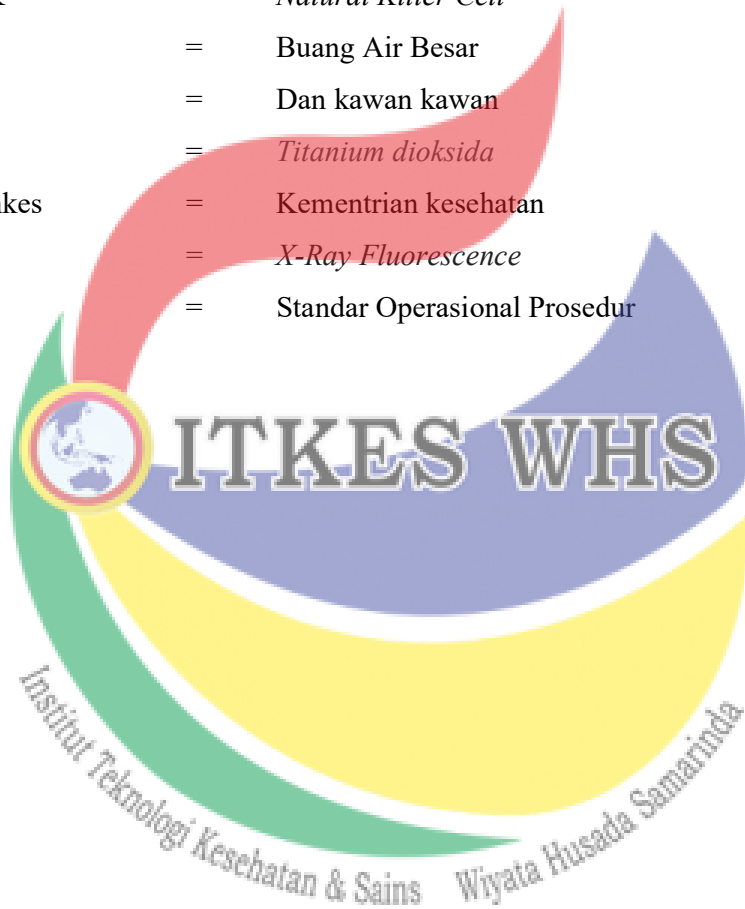 Natural Killer Cell
= Buang Air Besar
= Dan kawan kawan
= Titanium dioksida
kes = Kementrian kesehatan
= X-Ray Fluorescence
= Standar Operasional Prosedur
ITKES WHS
Institut Teknologi Kesehatan & Sains Wiyata Husada Samarinda